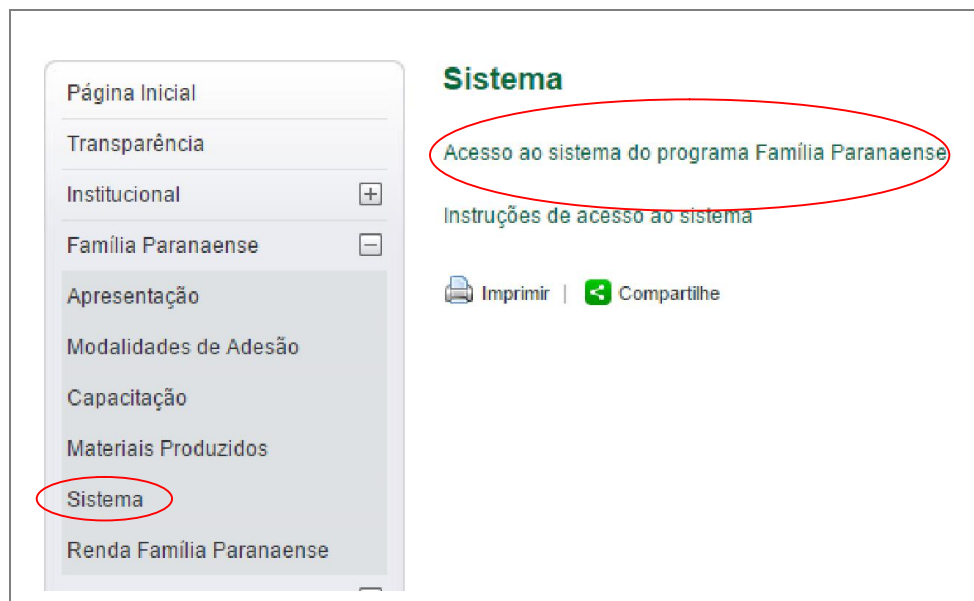 Página Inicial
Transparência
Institucional
Família Paranaense
Apresentação
Modalidades de Adesão
Capacitação
Materiais Produzidos
Sistema
Renda Família Paranaense
Sistema
Acesso ao sistema do programa Família Paranaense
Instruções de acesso ao sistema
Imprimir | Compartilhe